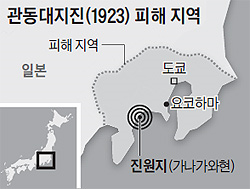 관동대지진(1923) 피해 지역
피해 지역
일본
도쿄
요코하마
진원지(가나가와현)